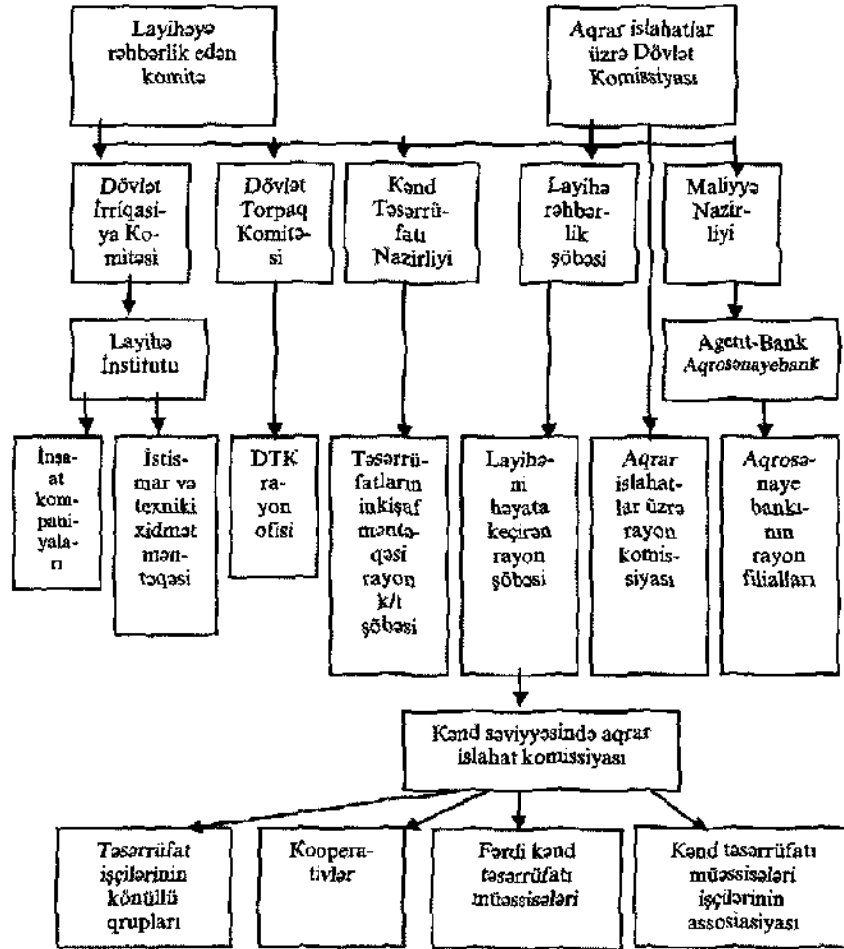 Layihəyə
rəhbərlik edən
komitə
Aqrar islahatlar
üzrə Dövlət
Komissiyası
Dövlət
İrriqasi-
ya Ko-
mitəsi
Dövlət
Torpaq
Komitə-
si
Kənd
Təsərrü-
fatı
Nazirliyi
Layihə
rəhbər-
lik
şöbəsi
Maliyyə
Nazir-
liyi
Layihə
İnstitutu
Agent-Bank
Aqrosənayebank
İnşa-
at
kom-
pani-
yala-
rı
İstis-
mar və
texniki
xidmət
mən-
təqəsi
DTK
ra-
yon
ofisi
Təsərrü-
fatların
inkişaf
məntə-
qəsi
rayon
k/t
şöbəsi
Layihə-
ni
həyata
keçirən
rayon
şöbəsi
Aqrar
islahat-
lar üzrə
rayon
komis-
siyası
Aqrosə-
naye
bankı-
nın
rayon
filialları
Kənd səviyyəsində aqrar
islahat komissiyası
Təsərrüfat
işçilərinin
könüllü
qrupları
Koopera-
tivlər
Fərdi kənd
təsərrüfatı
müəssisələri
Kənd təsərrüfatı
müəssisələri
işçilərinin
assosiasiyası